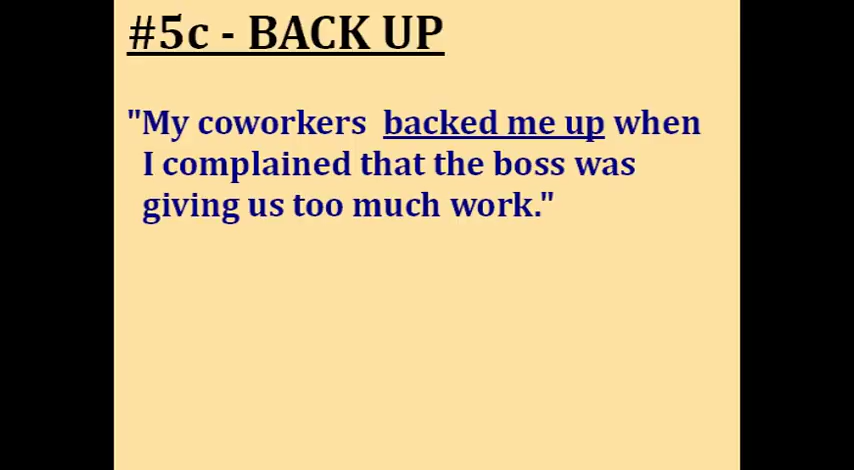 #5c - BACK UP
"My coworkers backed me up when
I complained that the boss was
giving us too much work."